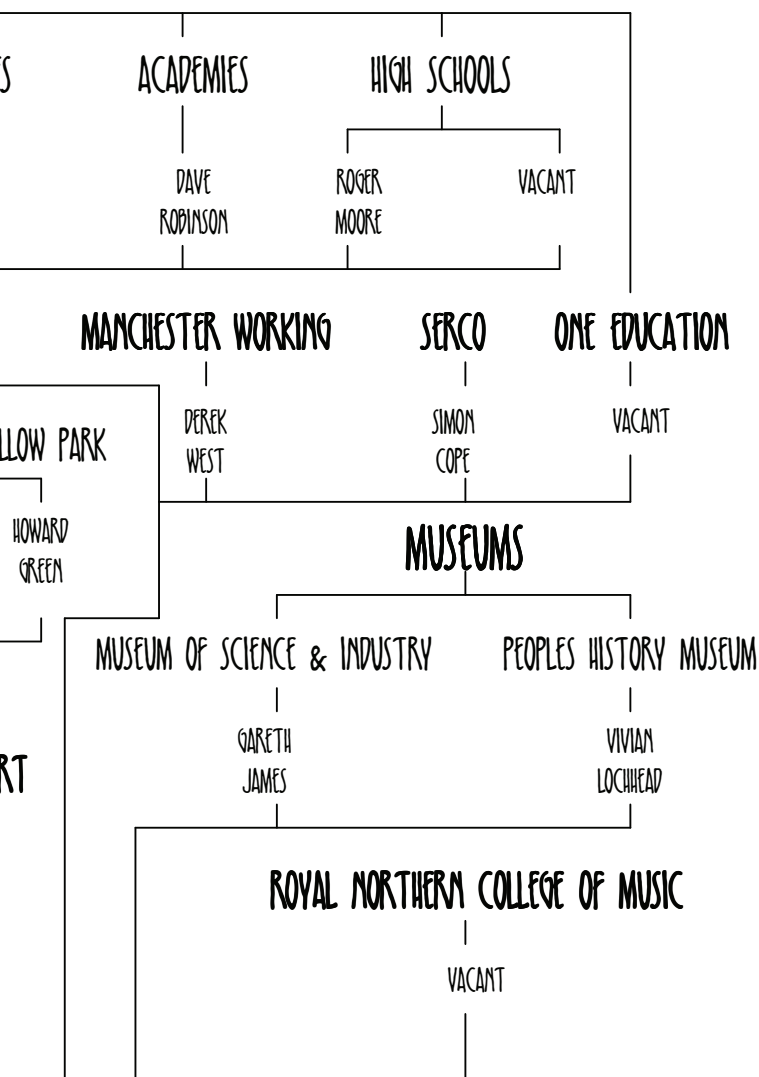 ACADEMIES HIGH SCHOOLS
DAVE ROGER VACANT
ROBINSON MOORE
MANCHESTER WORKING SERCO ONE EDUCATION
DEREK SIMON VACANT
WEST COPE
PARK
HOWARD
GREEN
MUSEUMS
MUSEUM OF SCIENCE & INDUSTRY PEOPLES HISTORY MUSEUM
GARETH VIVIAN
JAMES LOCHHEAD
ROYAL NORTHERN COLLEGE OF MUSIC
VACANT